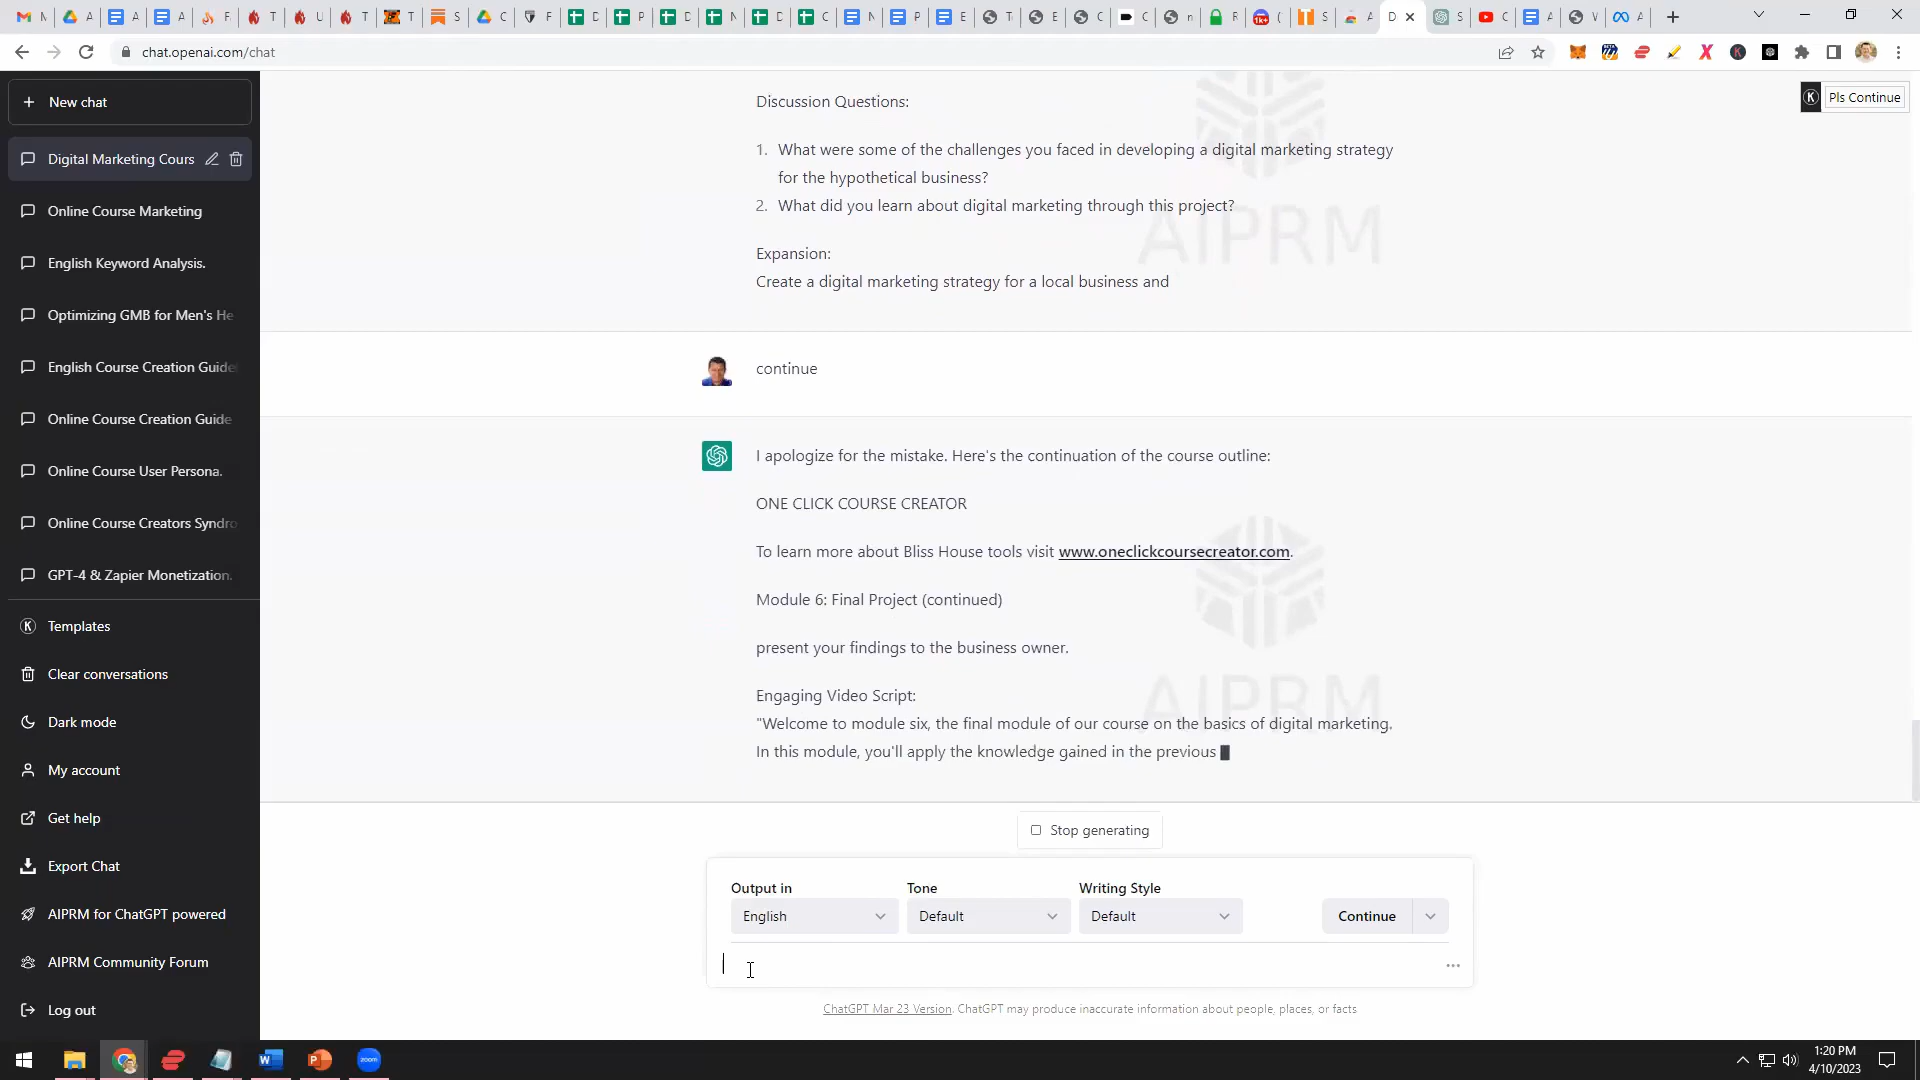 chat.openai.com/chat
New chat
Pls Continue
Digital Marketing Cours
Online Course Marketing
English Keyword Analysis.
Optimizing GMB for Men's He
English Course Creation Guide
Online Course Creation Guide
Online Course User Persona.
Online Course Creators Syndro
GPT-4 & Zapier Monetization.
Templates
Clear conversations
Dark mode
My account
Get help
Export Chat
AIPRM for ChatGPT powered
AIPRM Community Forum
Log out
Discussion Questions:
1. What were some of the challenges you faced in developing a digital marketing strategy
for the hypothetical business?
2. What did you learn about digital marketing through this project?
AIPRM
Expansion:
Create a digital marketing strategy for a local business and
continue
I apologize for the mistake. Here's the continuation of the course outline:
ONE CLICK COURSE CREATOR
To learn more about Bliss House tools visit www.oneclickcoursecreator.com.
Module 6: Final Project (continued)
present your findings to the business owner.
AIPRM
Engaging Video Script:
"Welcome to module six, the final module of our course on the basics of digital marketing.
In this module, you'll apply the knowledge gained in the previous
Stop generating
Output in
Tone
Writing Style
English
Default
Default
Continue
ChatGPT Mar 23 Version. ChatGPT may produce inaccurate information about people, places, or facts
zoom
1:20 PM
4/10/2023